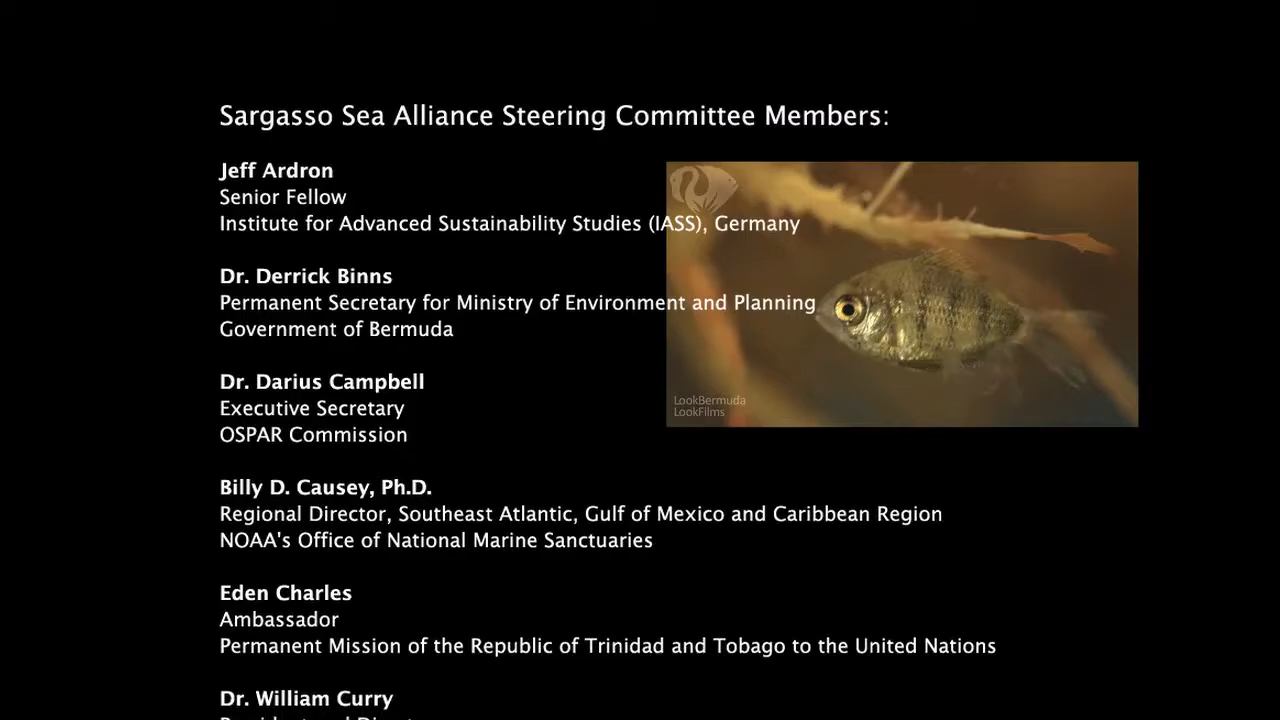 Sargasso Sea Alliance Steering Committee Members:
Jeff Ardron
Senior Fellow
Institute for Advanced Sustainability Studies (IASS), Germany
Dr. Derrick Binns
Permanent Secretary for Ministry of Environment and Planning
Government of Bermuda
Dr. Darius Campbell
Executive Secretary
OSPAR Commission
LookBermuda
LookFilms
Billy D. Causey, Ph.D.
Regional Director, Southeast Atlantic, Gulf of Mexico and Caribbean Region
NOAA's Office of National Marine Sanctuaries
Eden Charles
Ambassador
Permanent Mission of the Republic of Trinidad and Tobago to the United Nations
Dr. William Curry